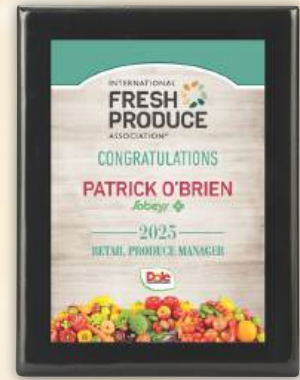 INTERNATIONAL
FRESH
PRODUCE
ASSOCIATION®
CONGRATULATIONS
PATRICK O'BRIEN
Sobeys
2025
RETAIL PRODUCE MANAGER
Dole